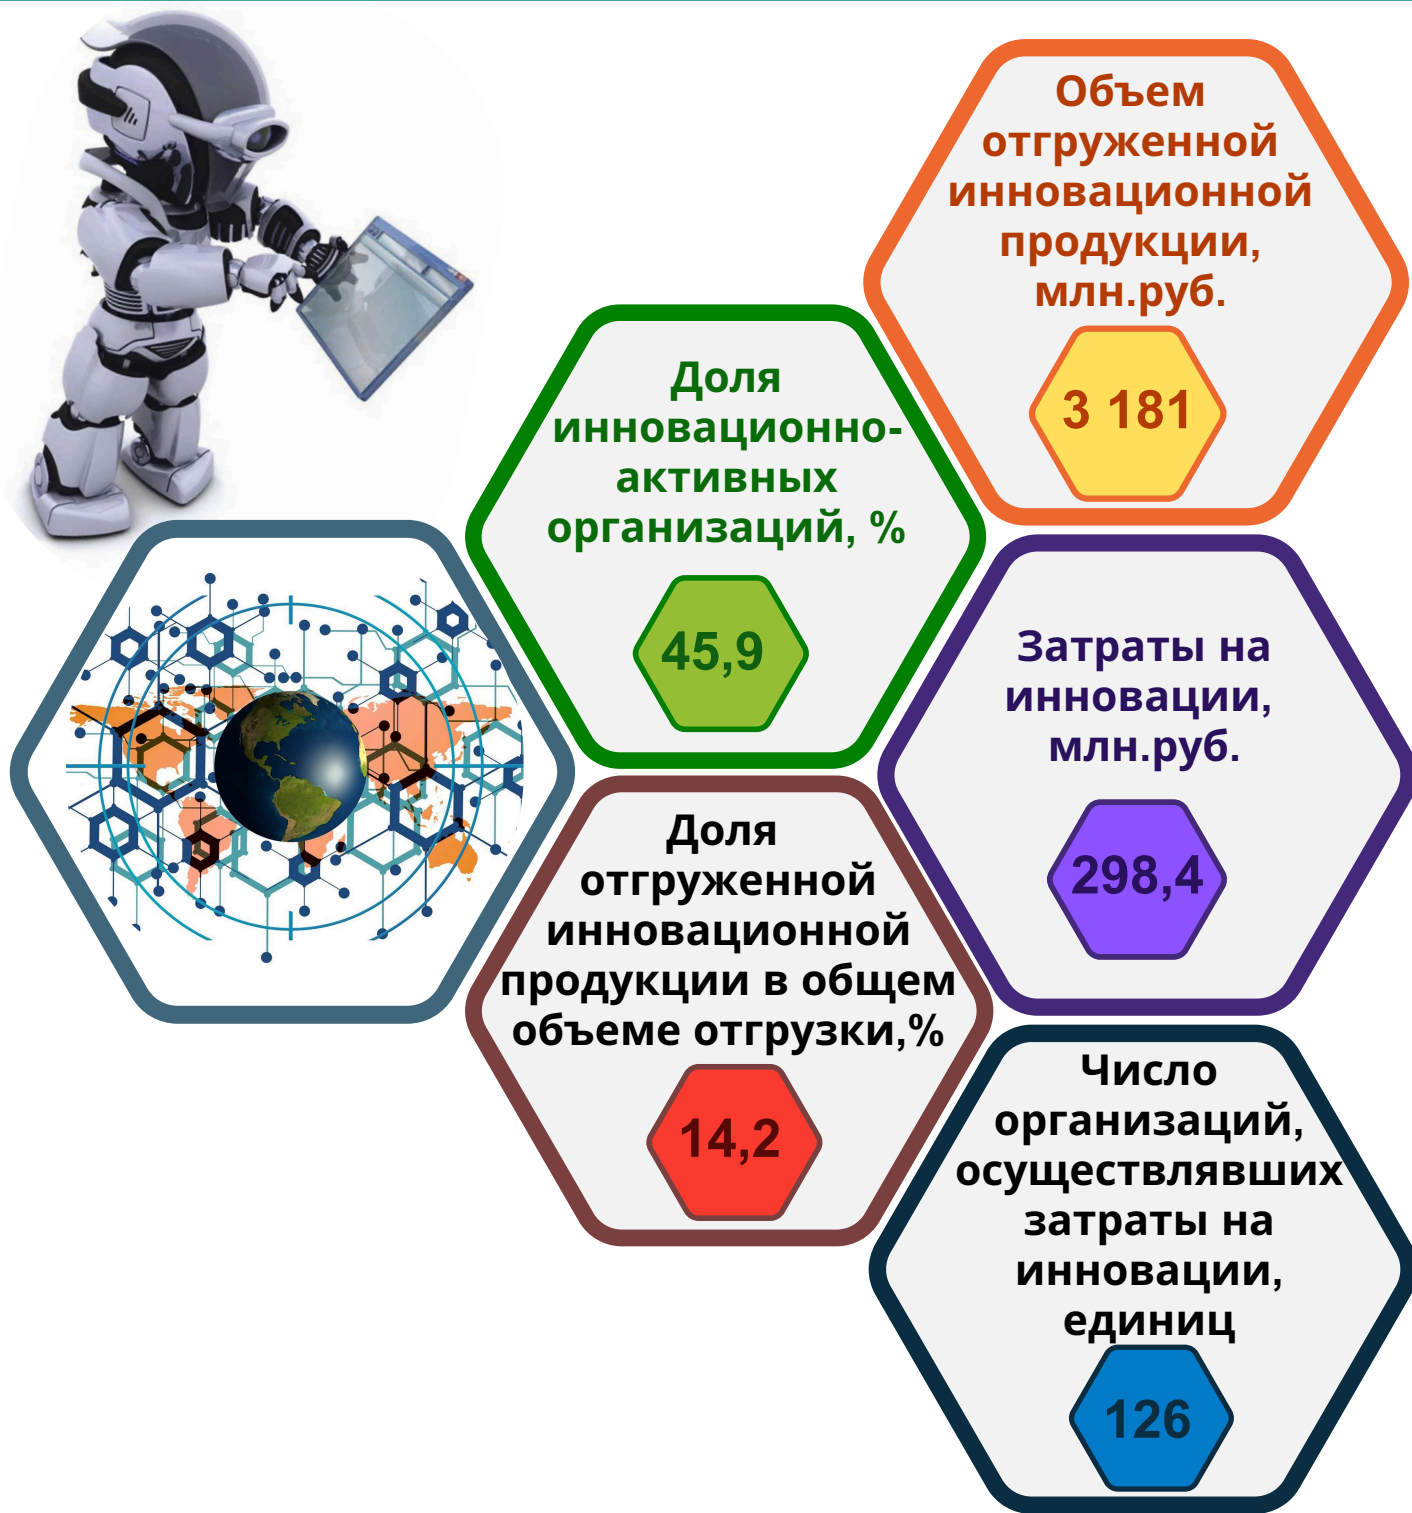 Объем
отгруженной
инновационной
продукции,
млн.руб.
3 181
Доля
инновационно-
активных
организаций, %
45,9
Затраты на
инновации,
млн.руб.
298,4
Доля
отгруженной
инновационной
продукции в общем
объеме отгрузки,%
14,2
Число
организаций,
осуществлявших
затраты на
инновации,
единиц
126